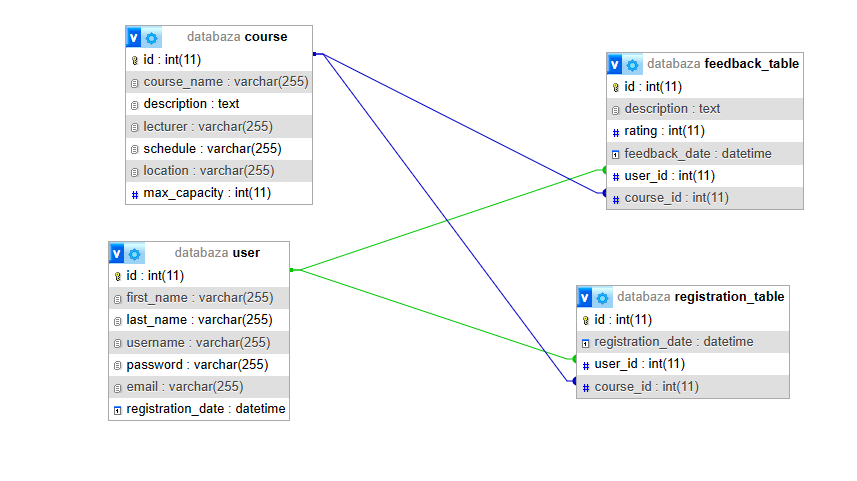 databaza course
id : int(11)
course_name : varchar(255)
description : text
lecturer : varchar(255)
schedule : varchar(255)
location : varchar(255)
# max_capacity : int(11)
databaza user
id : int(11)
first_name : varchar(255)
last_name : varchar(255)
username : varchar(255)
password : varchar(255)
email : varchar(255)
registration_date : datetime
databaza feedback_table
id : int(11)
description : text
# rating : int(11)
feedback_date : datetime
# user_id : int(11)
# course_id : int(11)
databaza registration_table
id : int(11)
registration_date : datetime
# user_id : int(11)
# course_id : int(11)